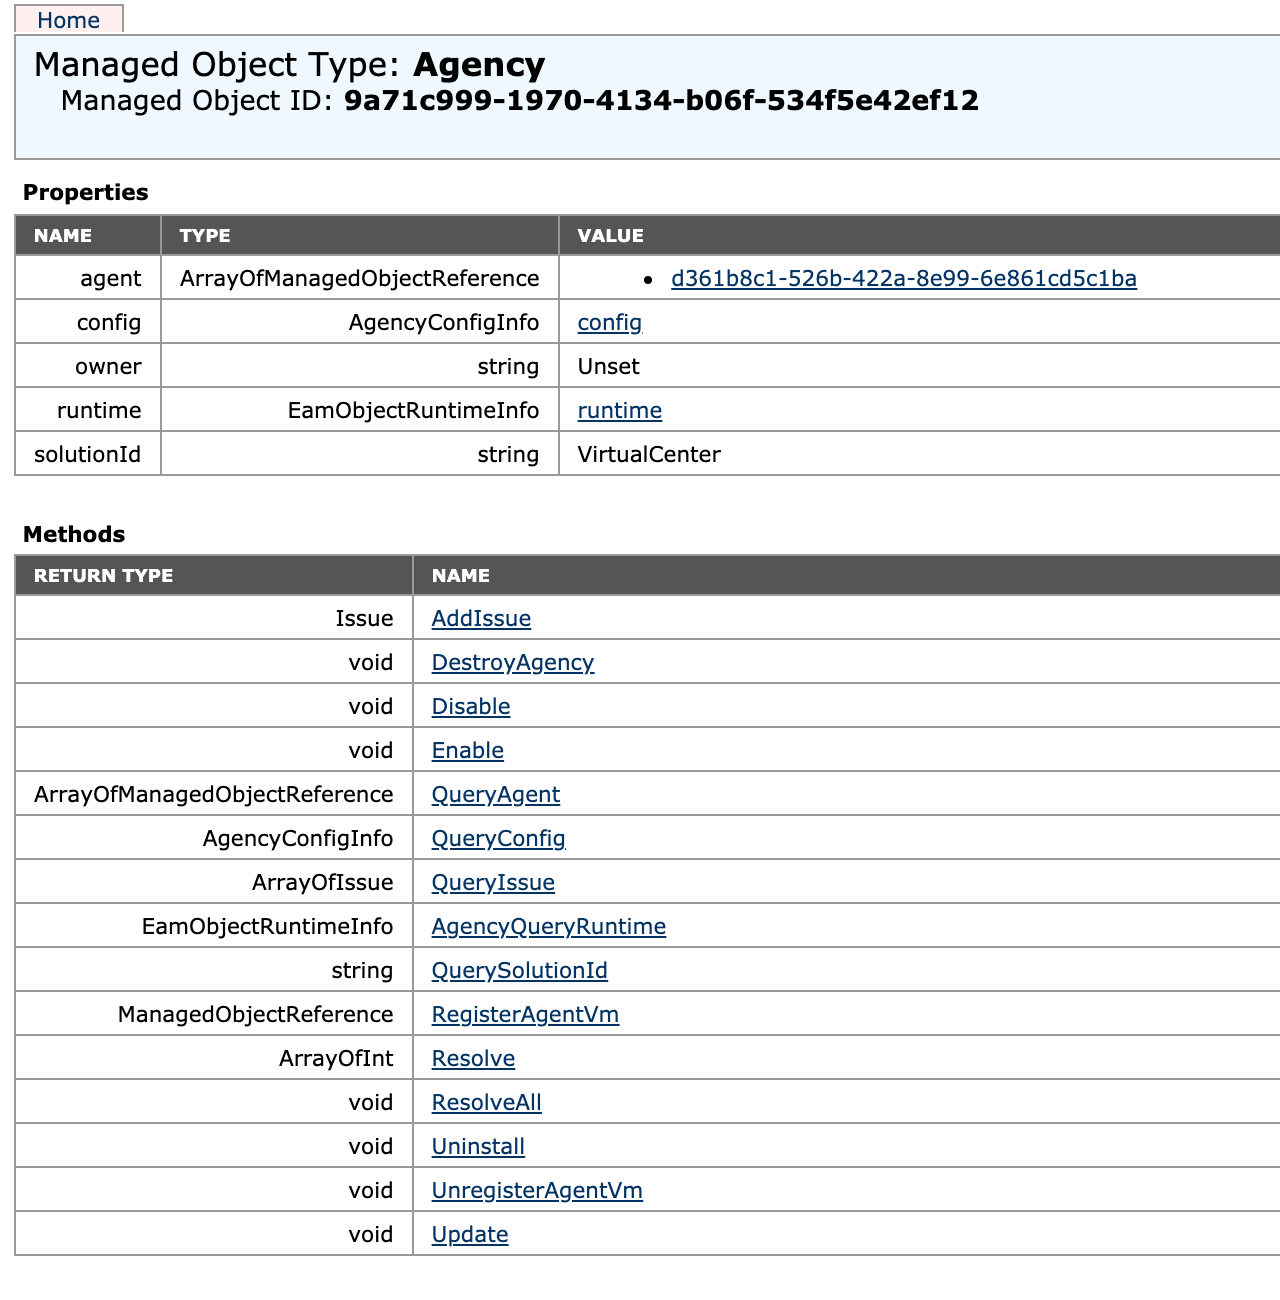 Home
Managed Object Type: Agency
Managed Object ID: 9a71c999-1970-4134-b06f-534f5e42ef12
Properties
NAME TYPE VALUE
agent ArrayOfManagedObjectReference • d361b8c1-526b-422a-8e99-6e861cd5c1ba
config AgencyConfigInfo config
owner string Unset
runtime EamObjectRuntimeInfo runtime
solutionId string VirtualCenter
Methods
RETURN TYPE NAME
Issue AddIssue
void DestroyAgency
void Disable
void Enable
ArrayOfManagedObjectReference QueryAgent
AgencyConfigInfo QueryConfig
ArrayOfIssue QueryIssue
EamObjectRuntimeInfo AgencyQueryRuntime
string QuerySolutionId
ManagedObjectReference RegisterAgentVm
ArrayOfInt Resolve
void ResolveAll
void Uninstall
void UnregisterAgentVm
void Update